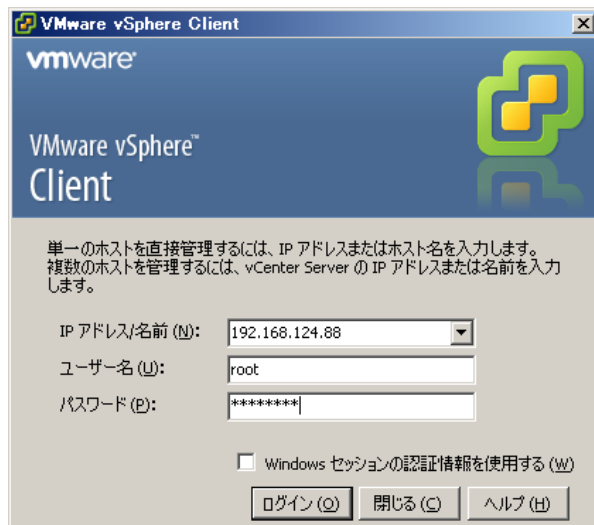 VMware vSphere Client
vmware
VMware vSphere™
Client
単一のホストを直接管理するには、IP アドレスまたはホスト名を入力します。
複数のホストを管理するには、vCenter Server の IP アドレスまたは名前を入力
します。
IP アドレス/名前 (N): 192.168.124.88
ユーザー名 (U): root
パスワード (P): ********
Windows セッションの認証情報を使用する (W)
ログイン (O) 閉じる (C) ヘルプ (H)